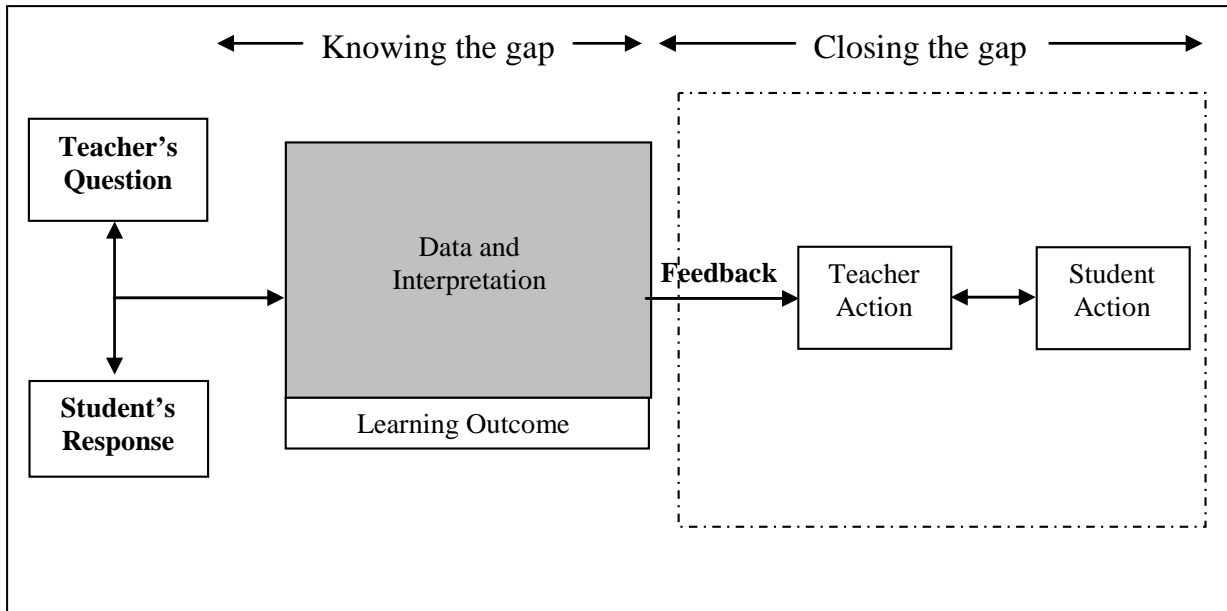 Knowing the gap
Closing the gap
Teacher’s
Question
Data and
Interpretation
Feedback
Teacher
Action
Student
Action
Student’s
Response
Learning Outcome